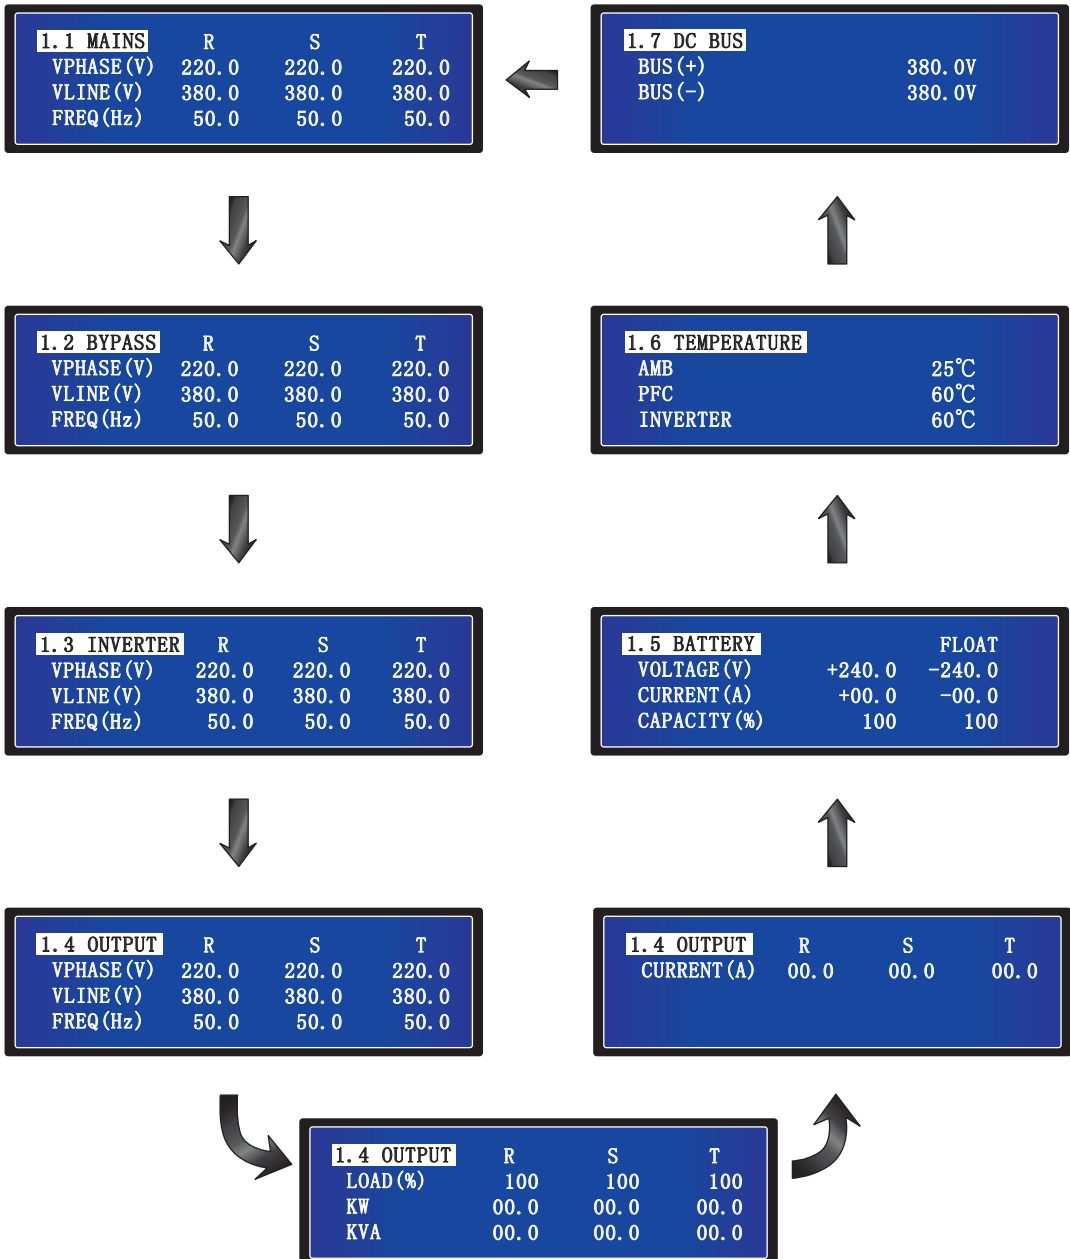 1.1 MAINS R S T
VPHASE(V) 220.0 220.0 220.0
VLINE(V) 380.0 380.0 380.0
FREQ(Hz) 50.0 50.0 50.0
1.2 BYPASS R S T
VPHASE(V) 220.0 220.0 220.0
VLINE(V) 380.0 380.0 380.0
FREQ(Hz) 50.0 50.0 50.0
1.3 INVERTER R S T
VPHASE(V) 220.0 220.0 220.0
VLINE(V) 380.0 380.0 380.0
FREQ(Hz) 50.0 50.0 50.0
1.4 OUTPUT R S T
VPHASE(V) 220.0 220.0 220.0
VLINE(V) 380.0 380.0 380.0
FREQ(Hz) 50.0 50.0 50.0
1.4 OUTPUT R S T
LOAD(%) 100 100 100
KW 00.0 00.0 00.0
KVA 00.0 00.0 00.0
1.4 OUTPUT R S T
CURRENT(A) 00.0 00.0 00.0
1.5 BATTERY FLOAT
VOLTAGE(V) +240.0 -240.0
CURRENT(A) +00.0 -00.0
CAPACITY(%) 100 100
1.6 TEMPERATURE
AMB 25℃
PFC 60℃
INVERTER 60℃
1.7 DC BUS
BUS(+) 380.0V
BUS(-) 380.0V